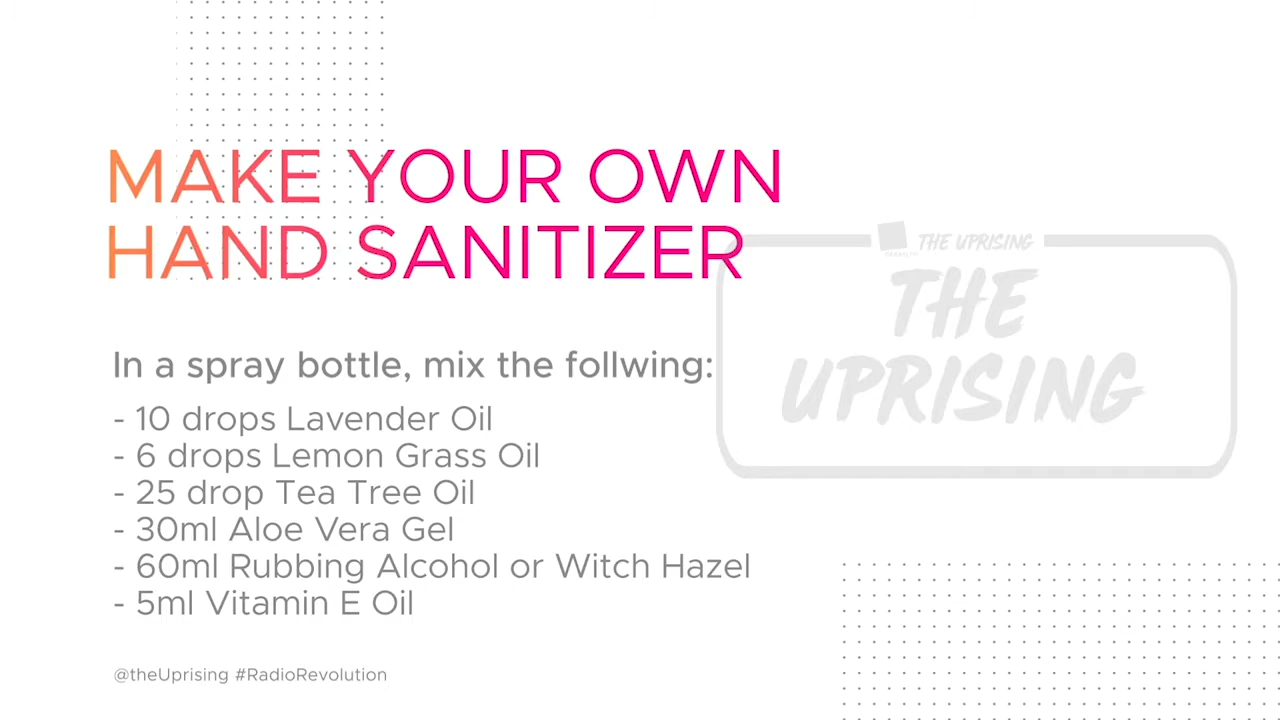 MAKE YOUR OWN
HAND SANITIZER
THE UPRISING
THE
UPRISING
In a spray bottle, mix the follwing:
- 10 drops Lavender Oil
- 6 drops Lemon Grass Oil
- 25 drop Tea Tree Oil
- 30ml Aloe Vera Gel
- 60ml Rubbing Alcohol or Witch Hazel
- 5ml Vitamin E Oil
@theUprising #RadioRevolution